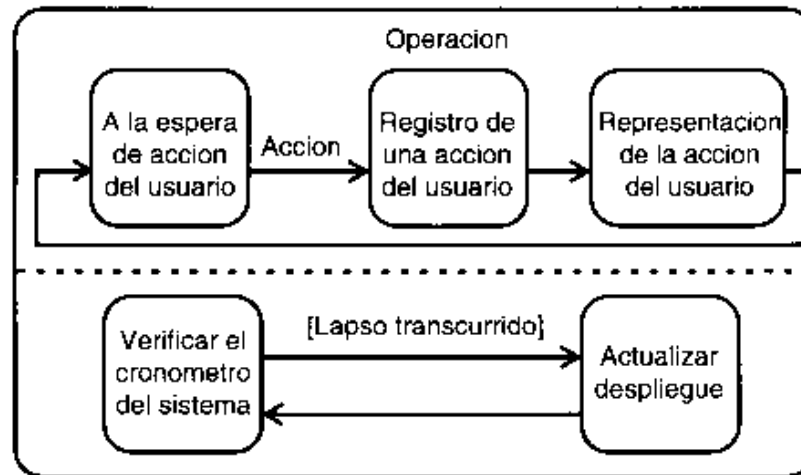 Operacion
A la espera
de accion
del usuario
Accion
Registro de
una accion
del usuario
Representacion
de la accion
del usuario
Verificar el
cronometro
del sistema
[Lapso transcurrido]
Actualizar
despliegue